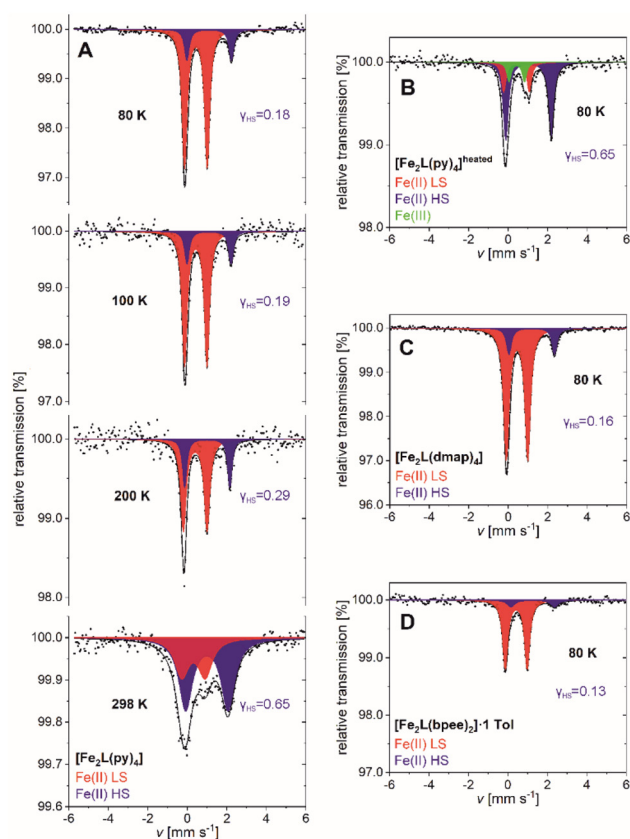 100.0
99.0
98.0
97.0
A
80 K
γHS=0.18
100.0
99.0
98.0
97.0
100 K
γHS=0.19
100.0
99.0
98.0
200 K
γHS=0.29
100.0
99.9
99.8
99.7
99.6
298 K
γHS=0.65
[Fe2L(py)4]
Fe(II) LS
Fe(II) HS
-6 -4 -2 0 2 4 6
v [mm s-1]
relative transmission [%]
relative transmission [%]
relative transmission [%]
relative transmission [%]
100.0
99.0
98.0
B
80 K
γHS=0.65
[Fe2L(py)4]heated
Fe(II) LS
Fe(II) HS
Fe(III)
-6 -4 -2 0 2 4 6
v [mm s-1]
relative transmission [%]
100.0
99.0
98.0
97.0
96.0
C
80 K
γHS=0.16
[Fe2L(dmap)4]
Fe(II) LS
Fe(II) HS
-6 -4 -2 0 2 4 6
v [mm s-1]
relative transmission [%]
100.0
99.0
98.0
97.0
D
80 K
γHS=0.13
[Fe2L(bpee)2]·1 Tol
Fe(II) LS
Fe(II) HS
-6 -4 -2 0 2 4 6
v [mm s-1]
relative transmission [%]